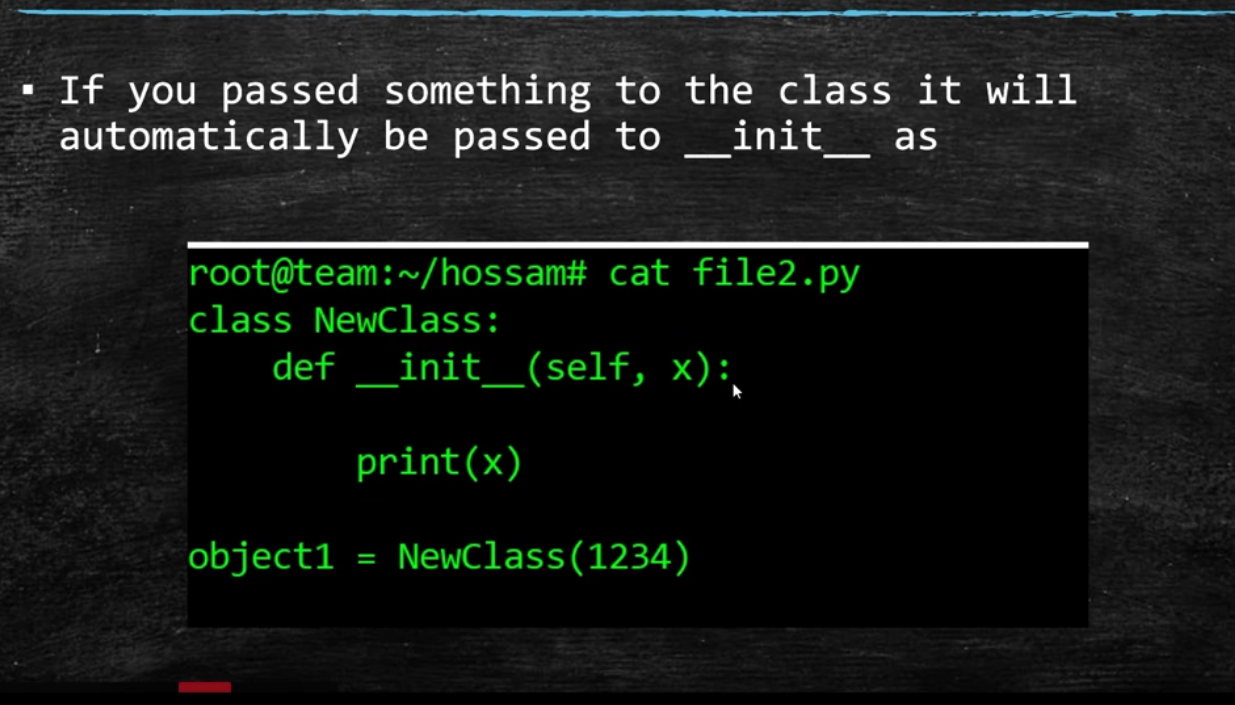 ▪ If you passed something to the class it will
automatically be passed to __init__ as
root@team:~/hossam# cat file2.py
class NewClass:
    def __init__(self, x):
        print(x)
object1 = NewClass(1234)